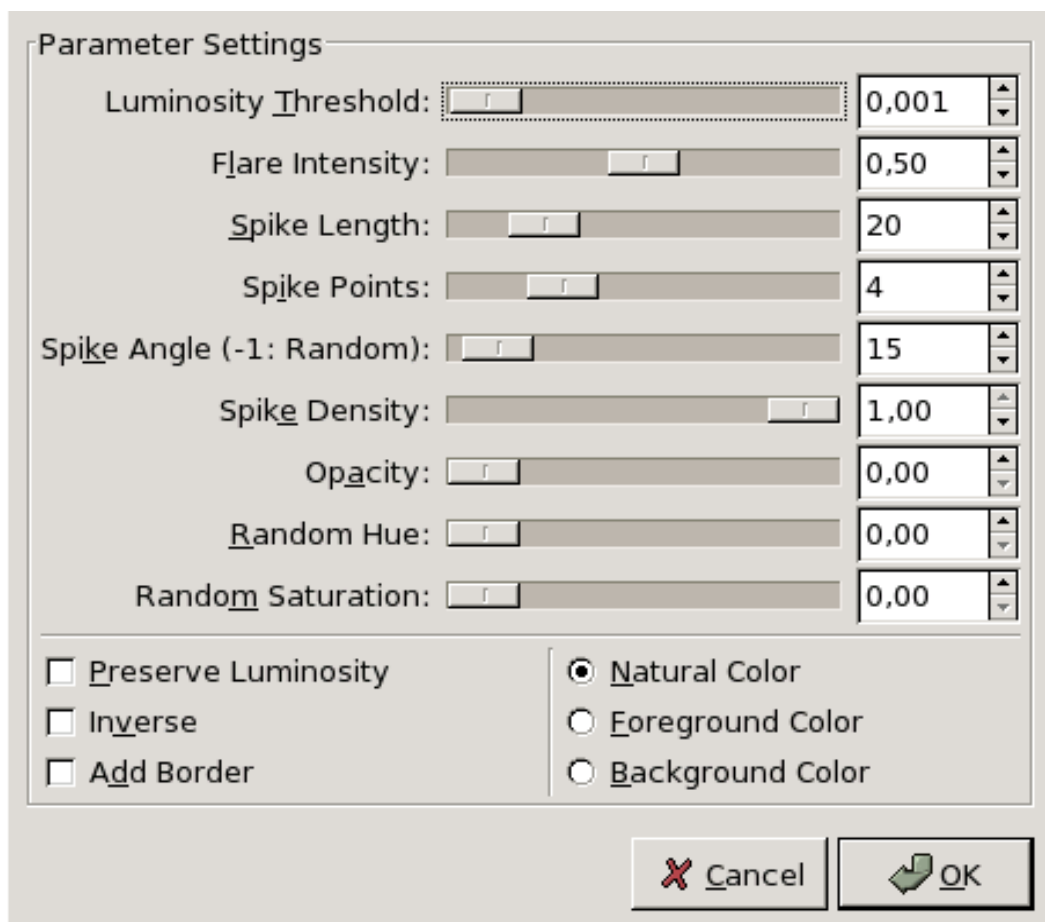 Parameter Settings
Luminosity Threshold: 0,001
Flare Intensity: 0,50
Spike Length: 20
Spike Points: 4
Spike Angle (-1: Random): 15
Spike Density: 1,00
Opacity: 0,00
Random Hue: 0,00
Random Saturation: 0,00
Preserve Luminosity
Inverse
Add Border
Natural Color
Foreground Color
Background Color
Cancel
OK